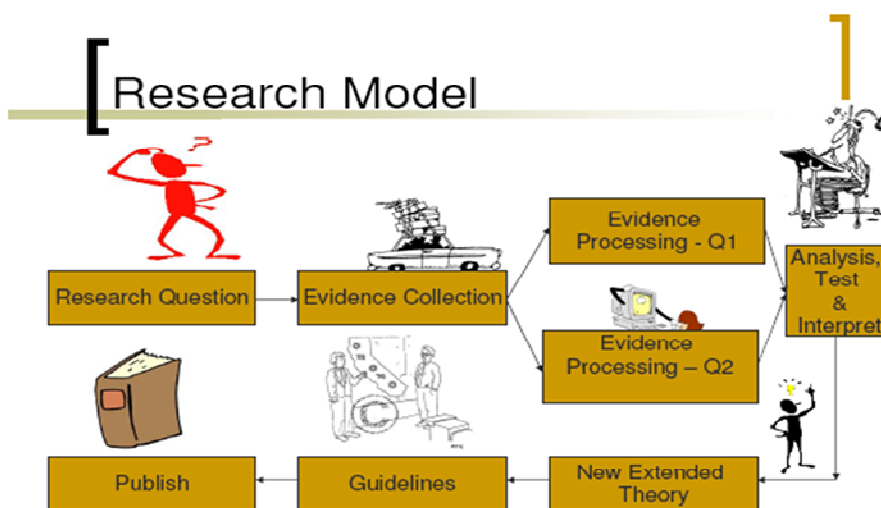 Research Model
Research Question
Evidence Collection
Evidence
Processing - Q1
Evidence
Processing – Q2
Analysis,
Test
&
Interpret
New Extended
Theory
Guidelines
Publish